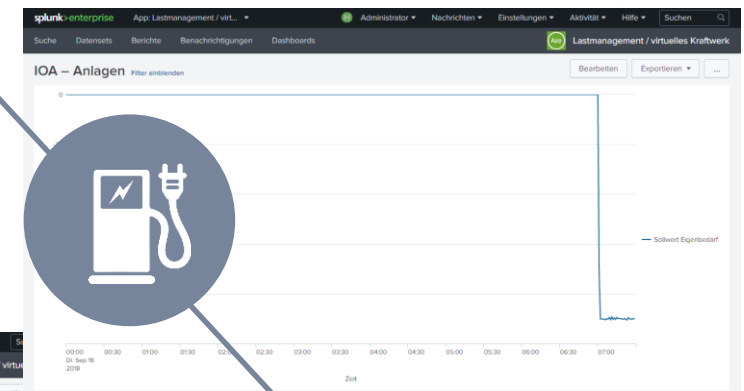 splunk>enterprise App: Lastmanagement / virt... Administrator Nachrichten Einstellungen Aktivität Hilfe Suchen
Suche Datensets Berichte Benachrichtigungen Dashboards App Lastmanagement / virtuelles Kraftwerk
IOA – Anlagen Filter einblenden Bearbeiten Exportieren ...
0
Sollwert Eigenbedarf
00:00 00:30 01:00 01:30 02:00 02:30 03:00 03:30 04:00 04:30 05:00 05:30 06:00 06:30 07:00
Di. Sep 18
2018
Zeit